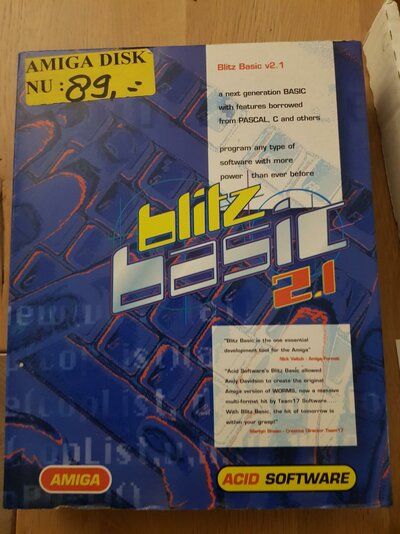 AMIGA DISK
NU : 89,-
Blitz Basic v2.1
a next generation BASIC
with features borrowed
from PASCAL, C and others
program any type of
software with more
power than ever before
blitz
basic
2.1
"Blitz Basic is the one essential
development tool for the Amiga"
Nick Veitch - Amiga Format
"Acid Software's Blitz Basic allowed
Andy Davidson to create the original
Amiga version of WORMS, now a massive
multi-format hit by Team17 Software.....
With Blitz Basic, the hit of tomorrow is
within your grasp!"
Martyn Brown - Creative Director Team17
AMIGA
ACID SOFTWARE